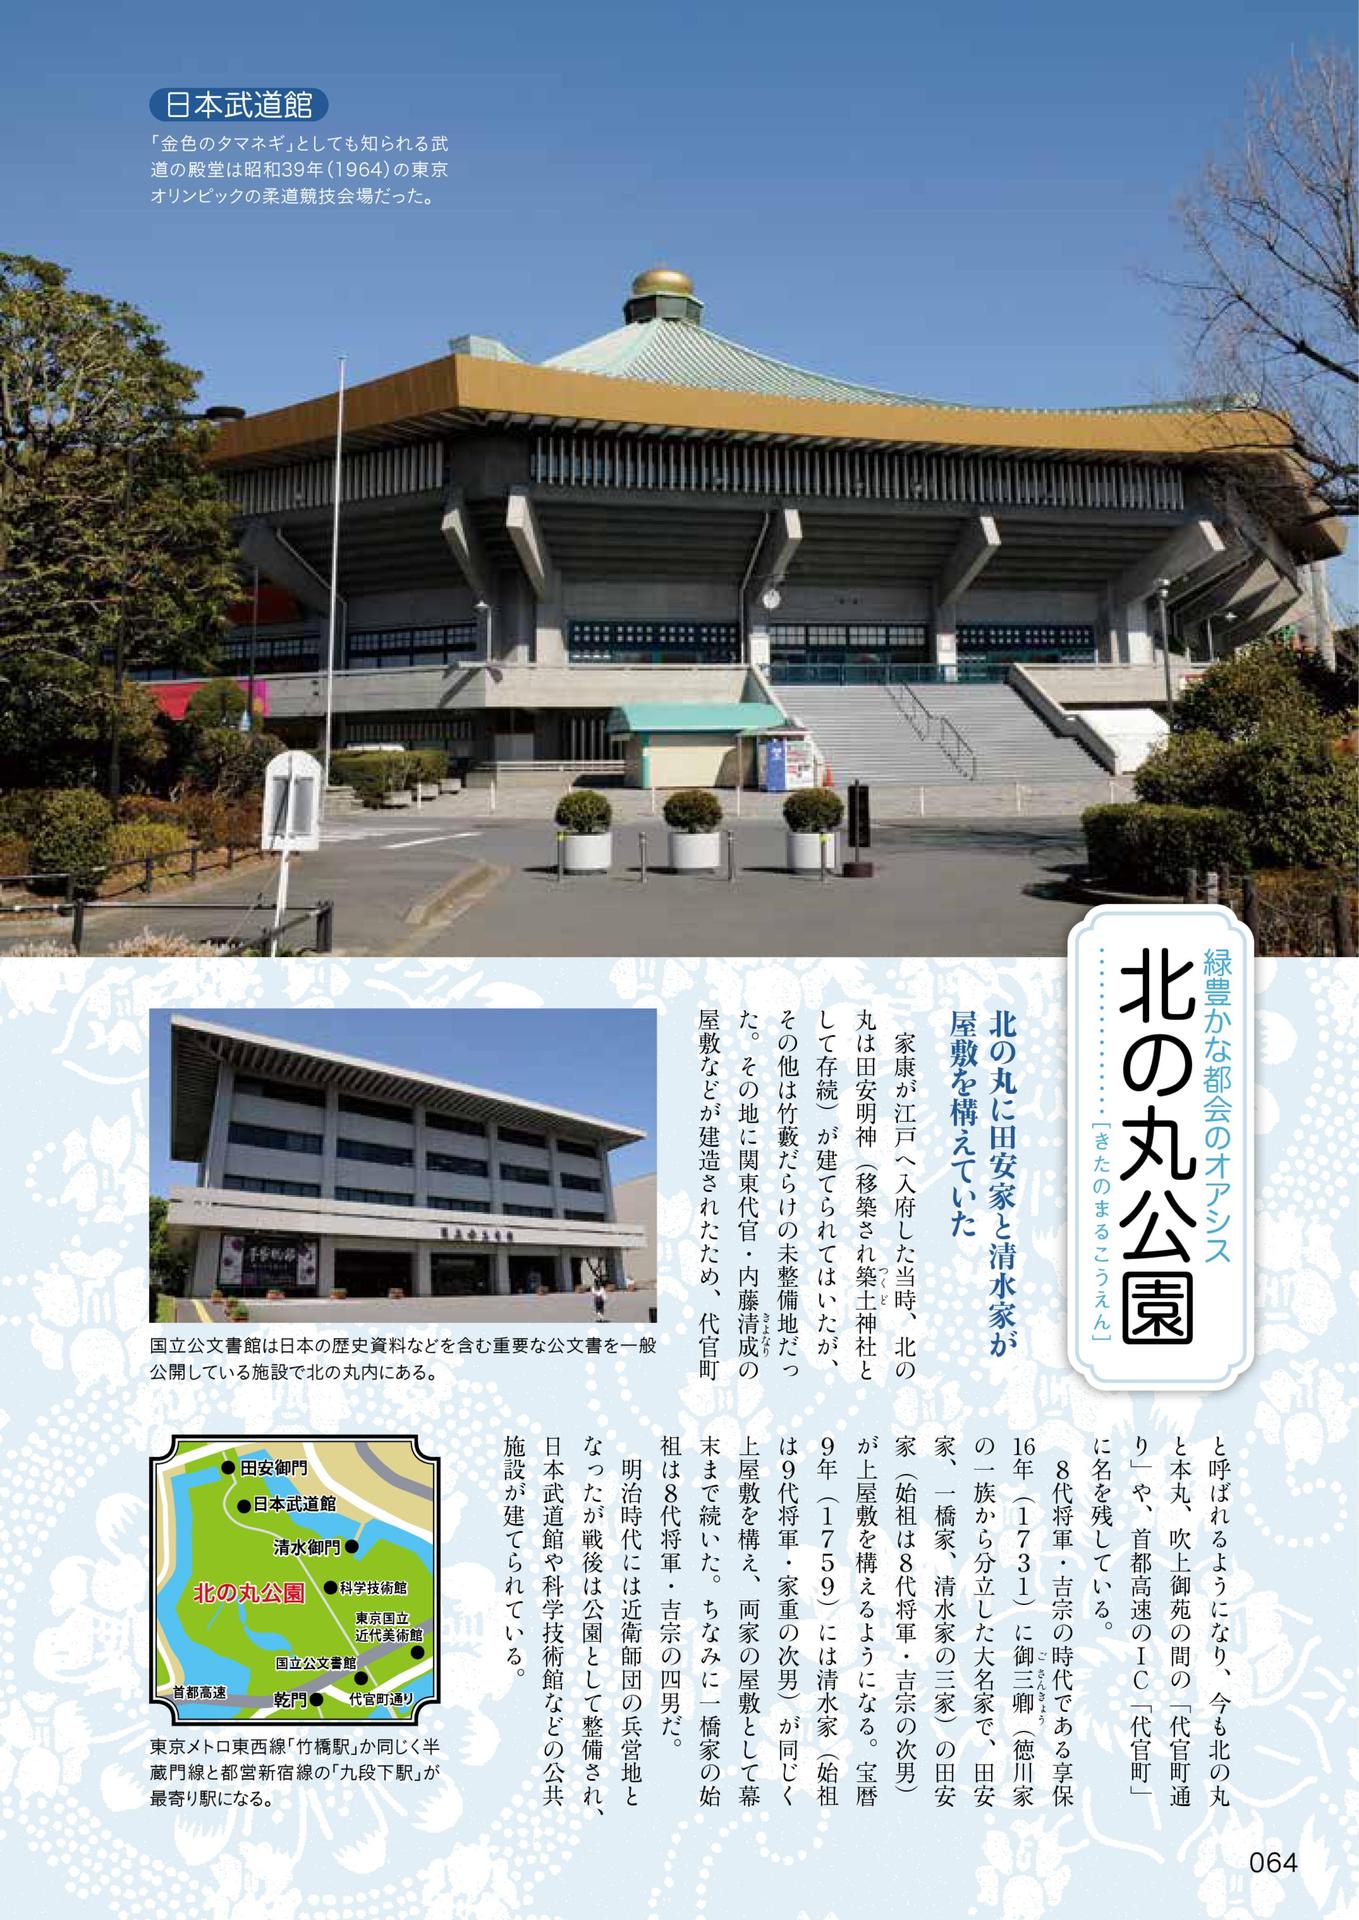 日本武道館
「金色のタマネギ」としても知られる武
道の殿堂は昭和39年(1964)の東京
オリンピックの柔道競技会場だった。
緑豊かな都会のオアシス
北の丸公園
[きたのまるこうえん]
北の丸に田安家と清水家が
屋敷を構えていた
家康が江戸へ入府した当時、北の
丸は田安明神（移築され築土神社と
つくど
して存続）が建てられてはいたが、
その他は竹藪だらけの未整備地だっ
た。その地に関東代官・内藤清成の
きよなり
屋敷などが建造されたため、代官町
と呼ばれるようになり、今も北の丸
と本丸、吹上御苑の間の「代官町通
り」や、首都高速のIC「代官町」
に名を残している。
8代将軍・吉宗の時代である享保
16年（1731）に御三卿（徳川家
ごさんきょう
の一族から分立した大名家で、田安
家、一橋家、清水家の三家）の田安
家（始祖は8代将軍・吉宗の次男）
が上屋敷を構えるようになる。宝暦
9年（1759）には清水家（始祖
は9代将軍・家重の次男）が同じく
上屋敷を構え、両家の屋敷として幕
末まで続いた。ちなみに一橋家の始
祖は8代将軍・吉宗の四男だ。
明治時代には近衛師団の兵営地と
なったが戦後は公園として整備され、
日本武道館や科学技術館などの公共
施設が建てられている。
国立公文書館は日本の歴史資料などを含む重要な公文書を一般
公開している施設で北の丸内にある。
田安御門
日本武道館
清水御門
北の丸公園
科学技術館
東京国立
近代美術館
国立公文書館
首都高速
乾門
代官町通り
東京メトロ東西線「竹橋駅」か同じく半
蔵門線と都営新宿線の「九段下駅」が
最寄り駅になる。
064